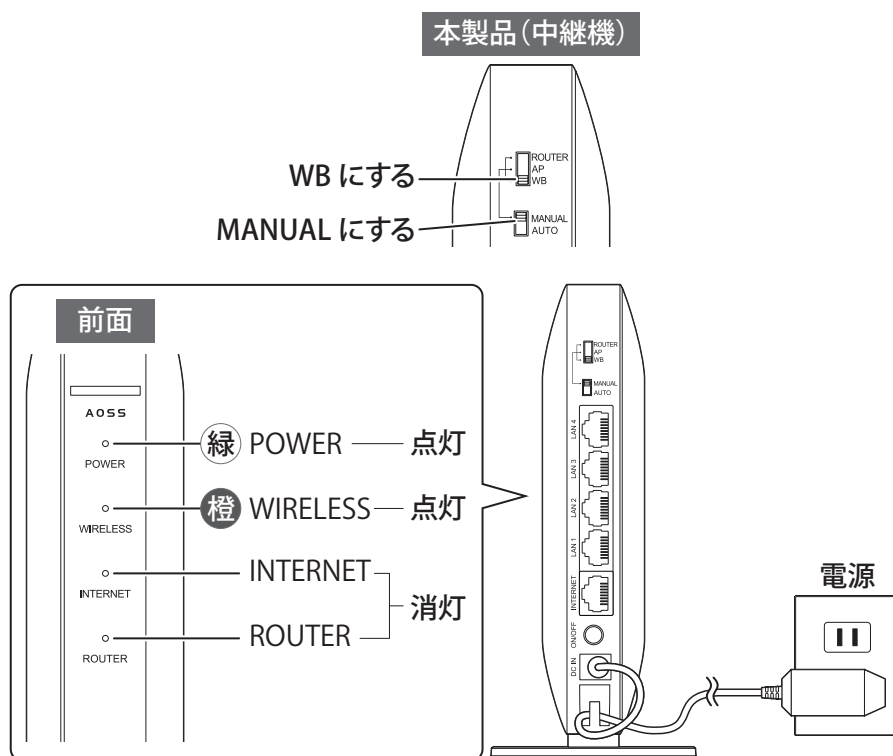 本製品（中継機）
ROUTER
AP
WB
WB にする
MANUAL
AUTO
MANUAL にする
前面
AOSS
POWER
緑 POWER 点灯
WIRELESS
橙 WIRELESS 点灯
INTERNET
INTERNET
消灯
ROUTER
ROUTER
ROUTER
AP
WB
MANUAL
AUTO
LAN 4
LAN 3
LAN 2
LAN 1
INTERNET
ON/OFF
DC IN
電源